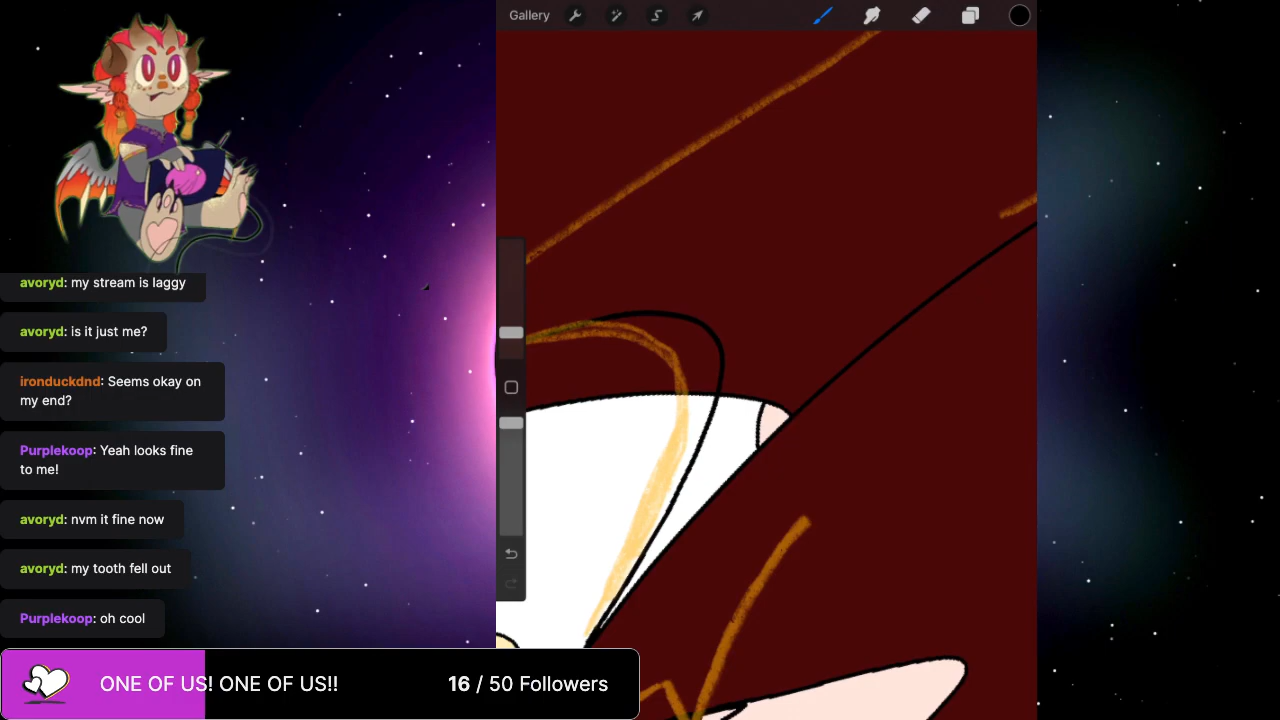 Gallery
avoryd: my stream is laggy
avoryd: is it just me?
ironduckdnd: Seems okay on
my end?
Purplekoop: Yeah looks fine
to me!
avoryd: nvm it fine now
avoryd: my tooth fell out
Purplekoop: oh cool
ONE OF US! ONE OF US!!
16 / 50 Followers